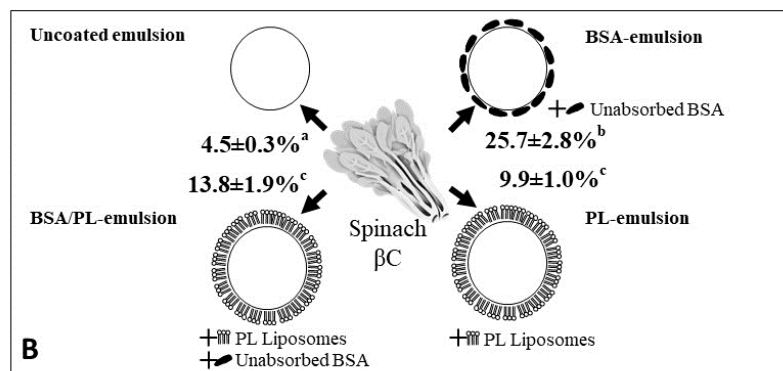 Uncoated emulsion
BSA-emulsion
+ Unabsorbed BSA
4.5±0.3%ᵃ
25.7±2.8%ᵇ
13.8±1.9%ᶜ
9.9±1.0%ᶜ
BSA/PL-emulsion
PL-emulsion
Spinach
βC
+ PL Liposomes
+ Unabsorbed BSA
+ PL Liposomes
B